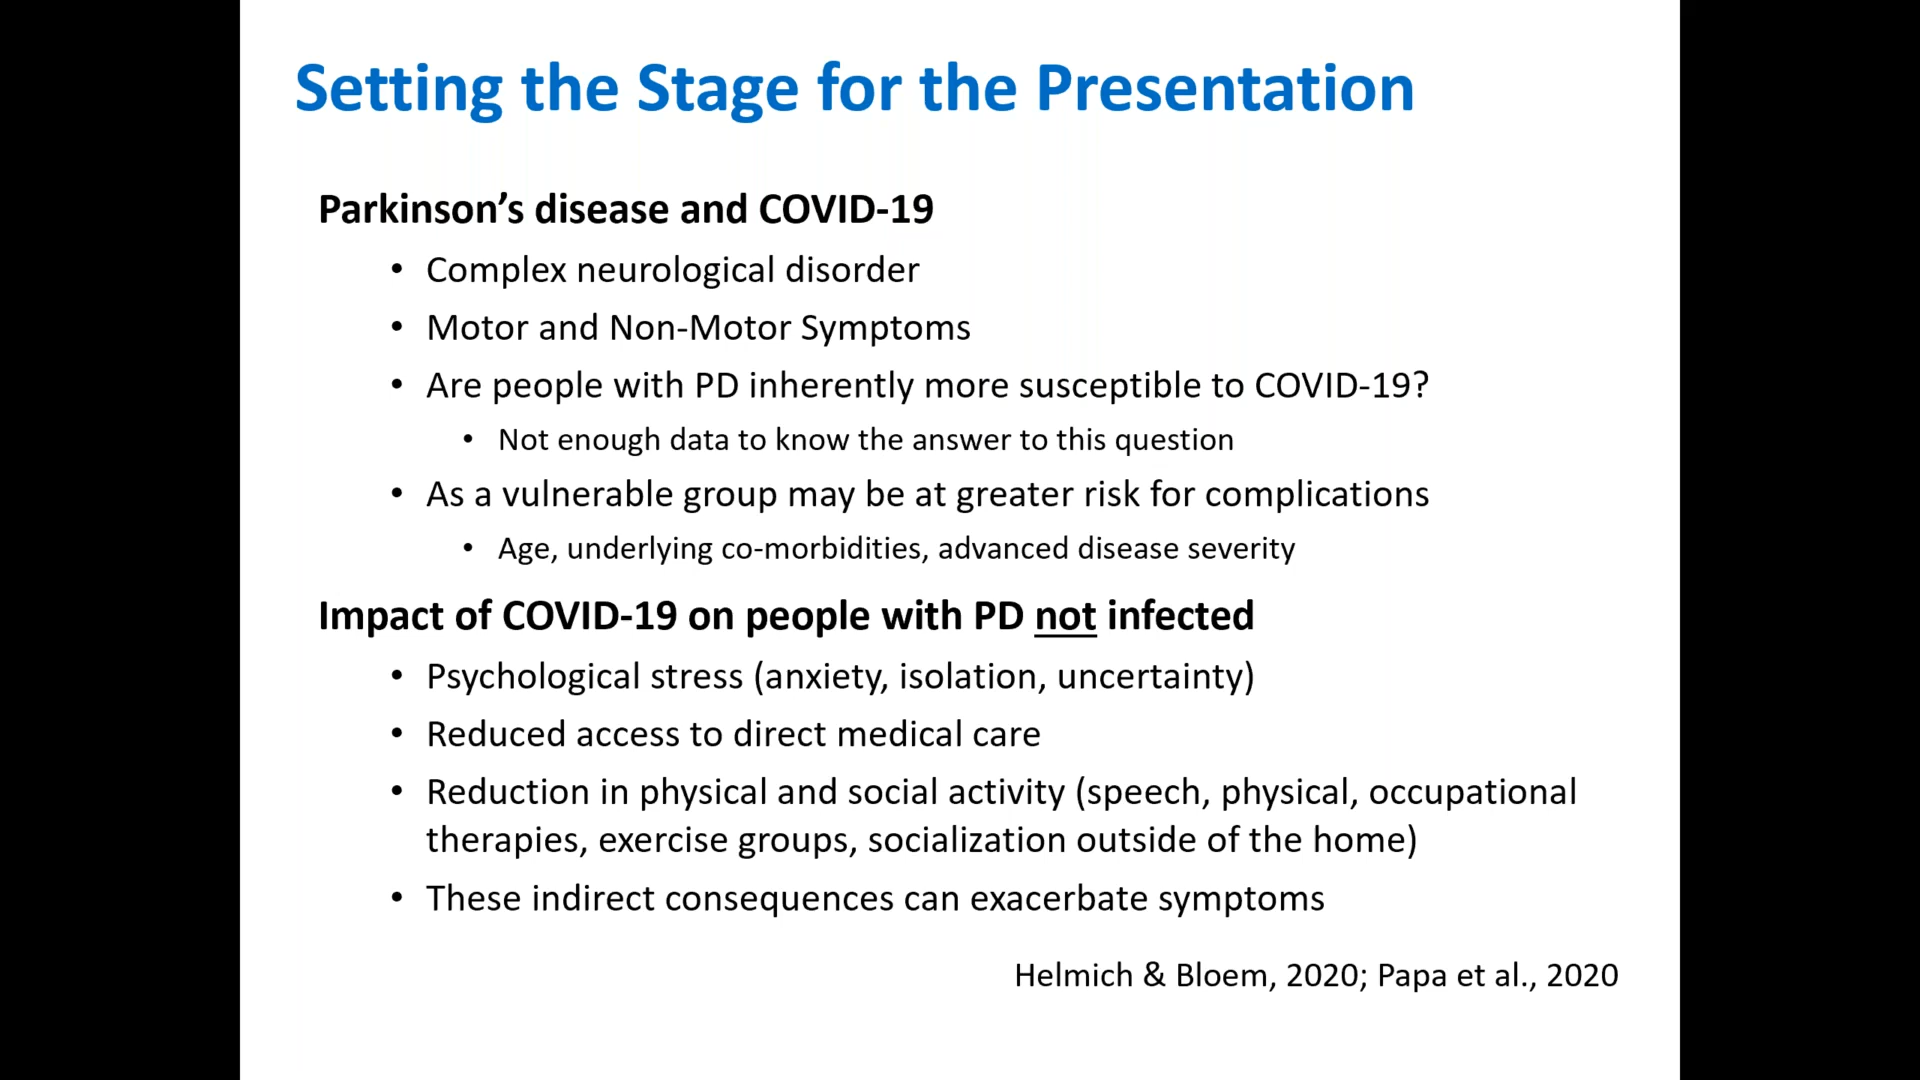 Setting the Stage for the Presentation
Parkinson’s disease and COVID-19
• Complex neurological disorder
• Motor and Non-Motor Symptoms
• Are people with PD inherently more susceptible to COVID-19?
• Not enough data to know the answer to this question
• As a vulnerable group may be at greater risk for complications
• Age, underlying co-morbidities, advanced disease severity
Impact of COVID-19 on people with PD not infected
• Psychological stress (anxiety, isolation, uncertainty)
• Reduced access to direct medical care
• Reduction in physical and social activity (speech, physical, occupational
therapies, exercise groups, socialization outside of the home)
• These indirect consequences can exacerbate symptoms
Helmich & Bloem, 2020; Papa et al., 2020